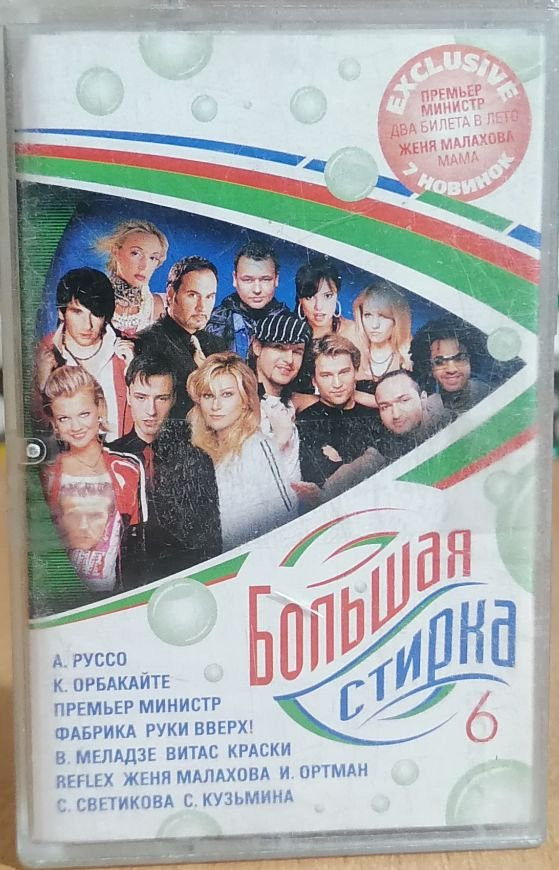 EXCLUSIVE
ПРЕМЬЕР
МИНИСТР
ДВА БИЛЕТА В ЛЕТО
ЖЕНЯ МАЛАХОВА
МАМА
7 НОВИНОК
БОЛЬШАЯ
СТИРКА
6
А. РУССО
К. ОРБАКАЙТЕ
ПРЕМЬЕР МИНИСТР
ФАБРИКА РУКИ ВВЕРХ!
В. МЕЛАДЗЕ ВИТАС КРАСКИ
REFLEX ЖЕНЯ МАЛАХОВА И. ОРТМАН
С. СВЕТИКОВА С. КУЗЬМИНА